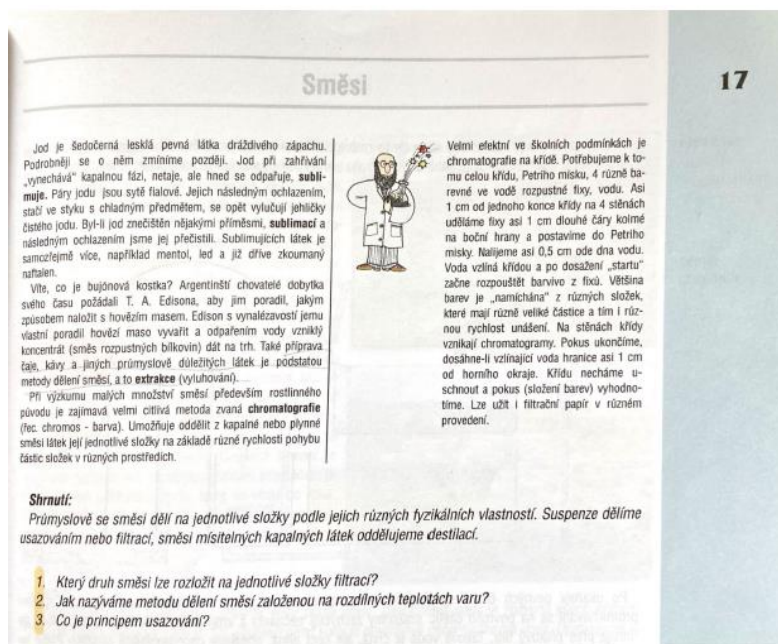 Směsi
17
Jod je šedočerná lesklá pevná látka dráždivého zápachu.
Podrobněji se o něm zmíníme později. Jod při zahřívání
„vynechává" kapalnou fázi, netaje, ale hned se odpařuje, subli-
muje. Páry jodu jsou sytě fialové. Jejich následným ochlazením,
stačí ve styku s chladným předmětem, se opět vylučují jehličky
čistého jodu. Byl-li jod znečištěn nějakými příměsmi, sublimací a
následným ochlazením jsme jej přečistili. Sublimujících látek je
samozřejmě více, například mentol, led a již dříve zkoumaný
naftalen.
Víte, co je bujónová kostka? Argentinští chovatelé dobytka
svého času požádali T. A. Edisona, aby jim poradil, jakým
způsobem naložit s hovězím masem. Edison s vynalézavostí jemu
vlastní poradil hovězí maso vyvařit a odpařením vody vzniklý
koncentrát (směs rozpustných bílkovin) dát na trh. Také příprava
čaje, kávy a jiných průmyslově důležitých látek je podstatou
metody dělení směsí, a to extrakce (vyluhování).
Při výzkumu malých množství směsí především rostlinného
původu je zajímavá velmi citlivá metoda zvaná chromatografie
(řec. chromos - barva). Umožňuje oddělit z kapalné nebo plynné
směsi látek její jednotlivé složky na základě různé rychlosti pohybu
částic složek v různých prostředích.
Velmi efektní ve školních podmínkách je
chromatografie na křídě. Potřebujeme k to-
mu celou křídu, Petriho misku, 4 různě ba-
revné ve vodě rozpustné fixy, vodu. Asi
1 cm od jednoho konce křídy na 4 stěnách
uděláme fixy asi 1 cm dlouhé čáry kolmé
na boční hrany a postavíme do Petriho
misky. Nalijeme asi 0,5 cm ode dna vodu.
Voda vzlíná křídou a po dosažení „startu"
začne rozpouštět barvivo z fixů. Většina
barev je „namíchána" z různých složek,
které mají různě veliké částice a tím i růz-
nou rychlost unášení. Na stěnách křídy
vznikají chromatogramy. Pokus ukončíme,
dosáhne-li vzlínající voda hranice asi 1 cm
od horního okraje. Křídu necháme u-
schnout a pokus (složení barev) vyhodno-
tíme. Lze užít i filtrační papír v různém
provedení.
Shrnutí:
Průmyslově se směsi dělí na jednotlivé složky podle jejich různých fyzikálních vlastností. Suspenze dělíme
usazováním nebo filtrací, směsi mísitelných kapalných látek oddělujeme destilací.
1. Který druh směsi lze rozložit na jednotlivé složky filtrací?
2. Jak nazýváme metodu dělení směsí založenou na rozdílných teplotách varu?
3. Co je principem usazování?